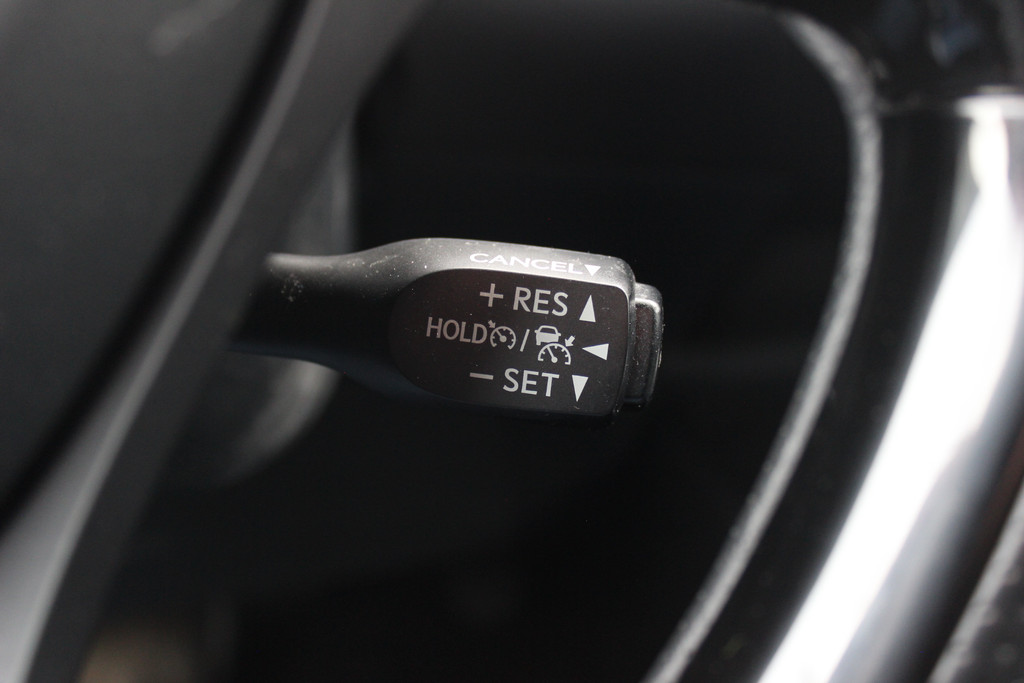 CANCEL▼
+ RES ▲
HOLD / ◀
− SET ▼